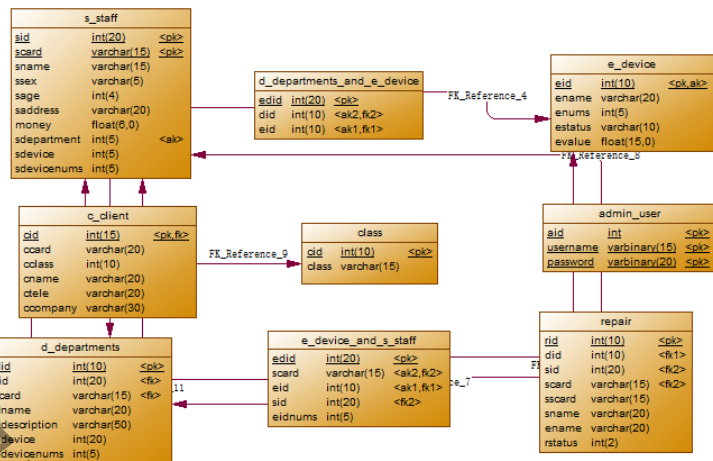 s_staff
sid int(20) <pk>
scard varchar(15) <pk>
sname varchar(15)
ssex varchar(5)
sage int(4)
saddress varchar(20)
money float(6,0)
sdepartment int(5) <ak>
sdevice int(5)
sdevicenums int(5)
d_departments_and_e_device
edid int(20) <pk>
did int(10) <ak2,fk2>
eid int(10) <ak1,fk1>
FK_Reference_4
e_device
eid int(10) <pk,ak>
ename varchar(20)
enums int(5)
estatus varchar(10)
evalue float(15,0)
FK_Reference_8
c_client
cid int(15) <pk,fk>
ccard varchar(20)
cclass int(10)
cname varchar(20)
ctele varchar(20)
ccompany varchar(30)
FK_Reference_9
class
cid int(10) <pk>
class varchar(15)
admin_user
aid int <pk>
username varbinary(15) <pk>
password varbinary(20) <pk>
d_departments
did int(10) <pk>
id int(20) <fk>
card varchar(15) <fk>
name varchar(20)
description varchar(50)
device int(20)
devicenums int(5)
_11
e_device_and_s_staff
edid int(20) <pk>
scard varchar(15) <ak2,fk2>
eid int(10) <ak1,fk1>
sid int(20) <fk2>
eidnums int(5)
ce_7
repair
rid int(10) <pk>
did int(10) <fk1>
sid int(20) <fk2>
scard varchar(15) <fk2>
sscard varchar(15)
sname varchar(20)
ename varchar(20)
rstatus int(2)